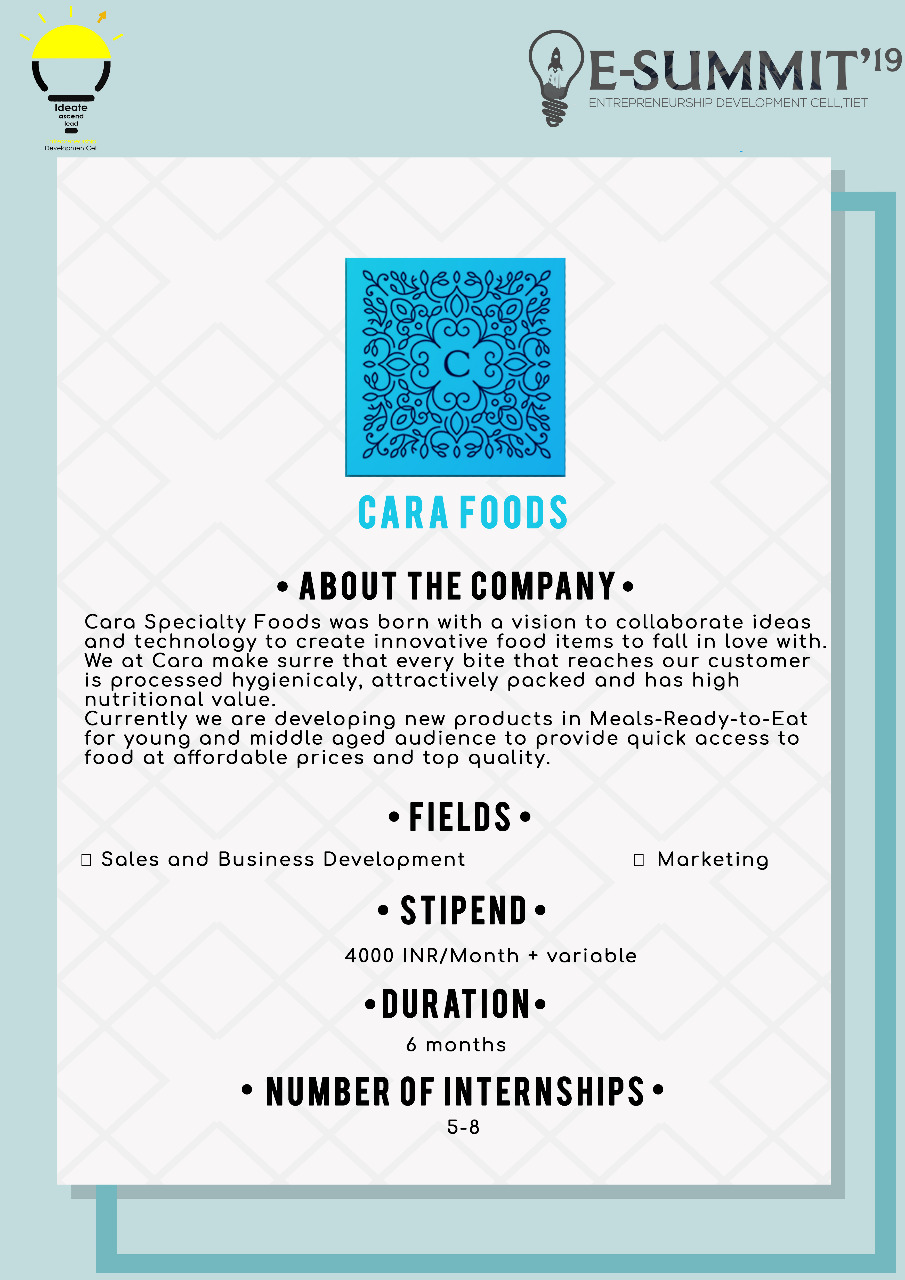 Ideate
ascend
lead
Developmen Cell
E-SUMMIT'19
ENTREPRENEURSHIP DEVELOPMENT CELL,TIET
C
CARA FOODS
• ABOUT THE COMPANY •
Cara Specialty Foods was born with a vision to collaborate ideas
and technology to create innovative food items to fall in love with.
We at Cara make surre that every bite that reaches our customer
is processed hygienicaly, attractively packed and has high
nutritional value.
Currently we are developing new products in Meals-Ready-to-Eat
for young and middle aged audience to provide quick access to
food at affordable prices and top quality.
• FIELDS •
□ Sales and Business Development □ Marketing
• STIPEND •
4000 INR/Month + variable
• DURATION •
6 months
• NUMBER OF INTERNSHIPS •
5-8